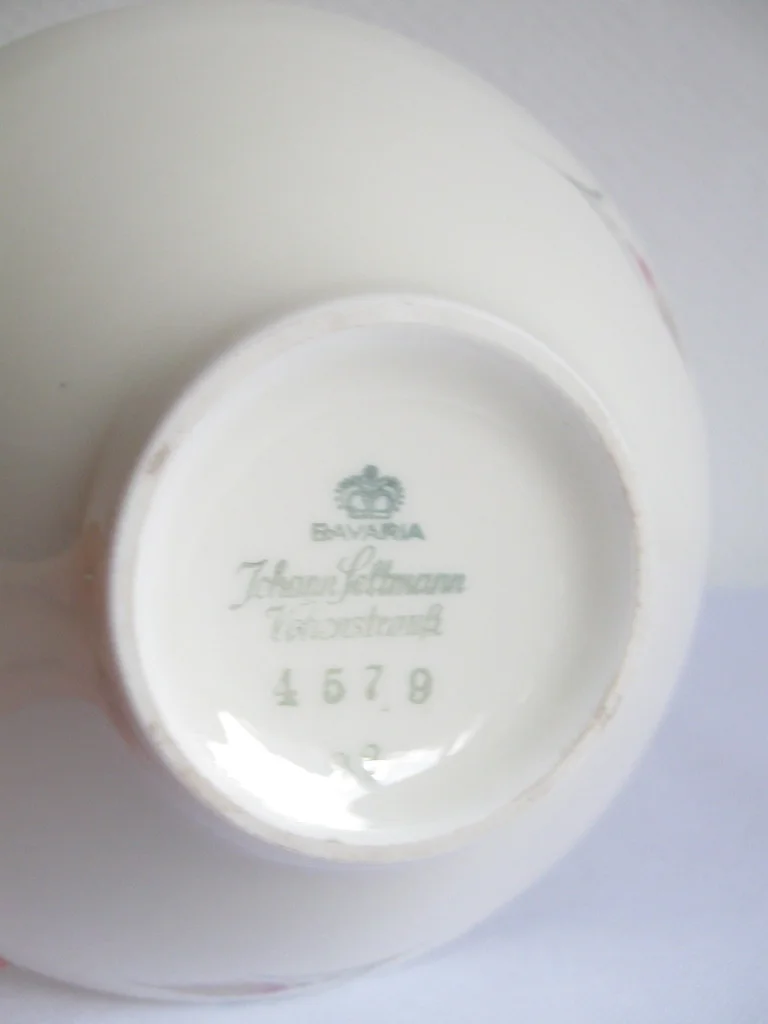 BAVARIA
Johann Seltmann
Vohenstrauß
4579